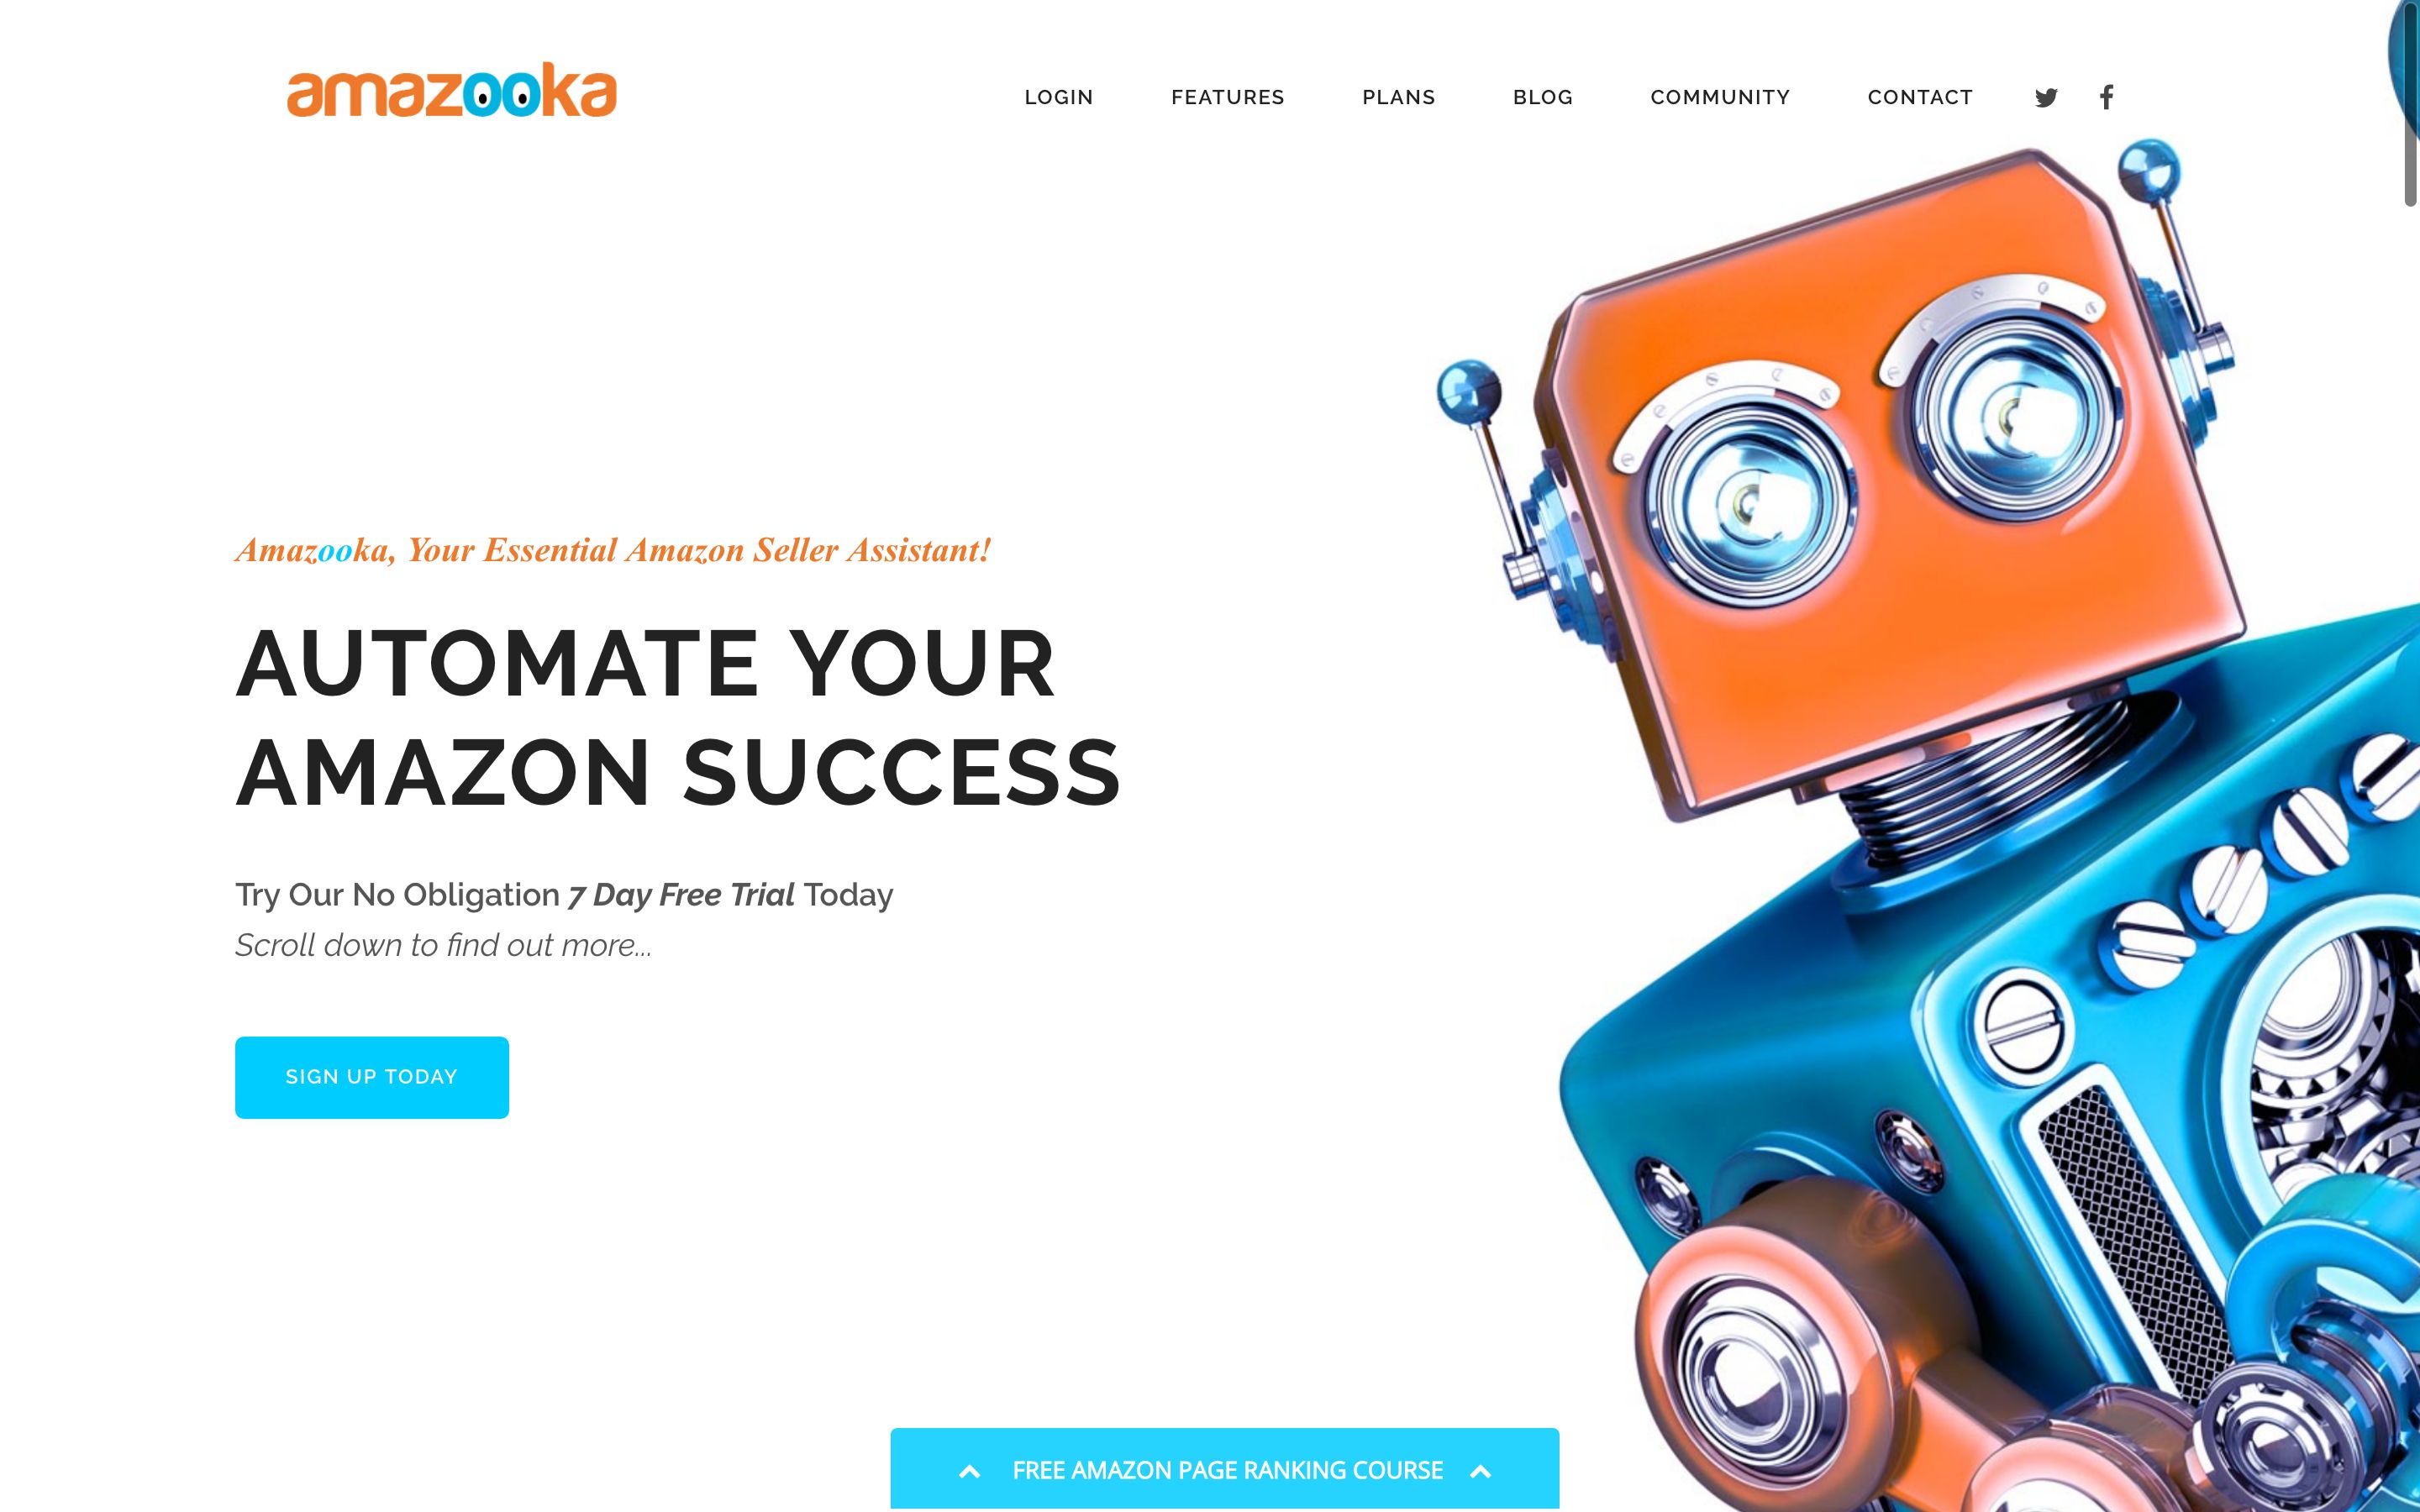 amazooka
LOGIN FEATURES PLANS BLOG COMMUNITY CONTACT
Amazooka, Your Essential Amazon Seller Assistant!
AUTOMATE YOUR
AMAZON SUCCESS
Try Our No Obligation 7 Day Free Trial Today
Scroll down to find out more...
SIGN UP TODAY
FREE AMAZON PAGE RANKING COURSE